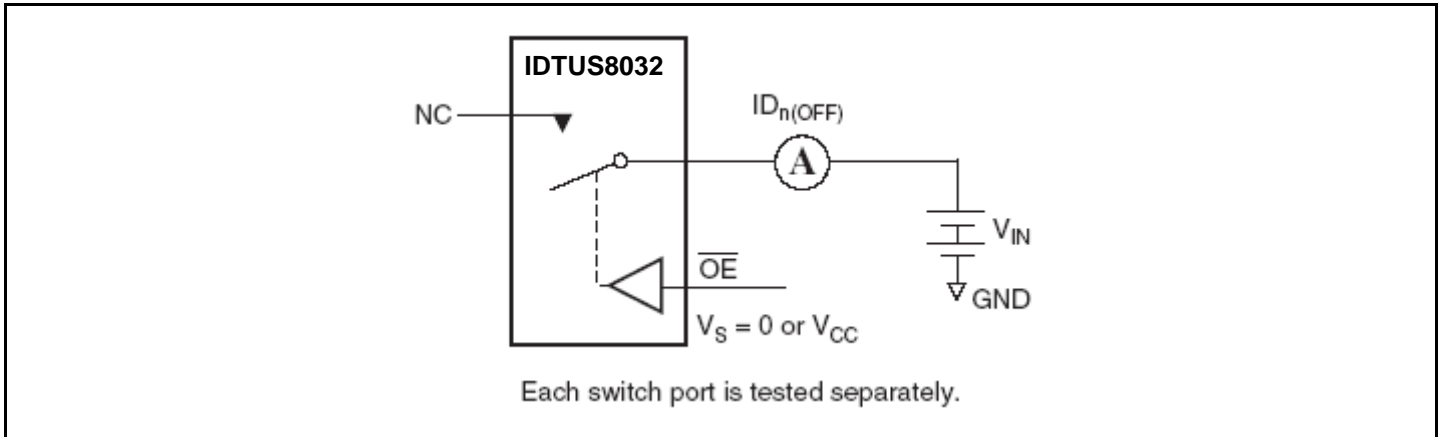 IDTUS8032
NC
IDn(OFF)
A
VIN
OE
GND
VS = 0 or VCC
Each switch port is tested separately.